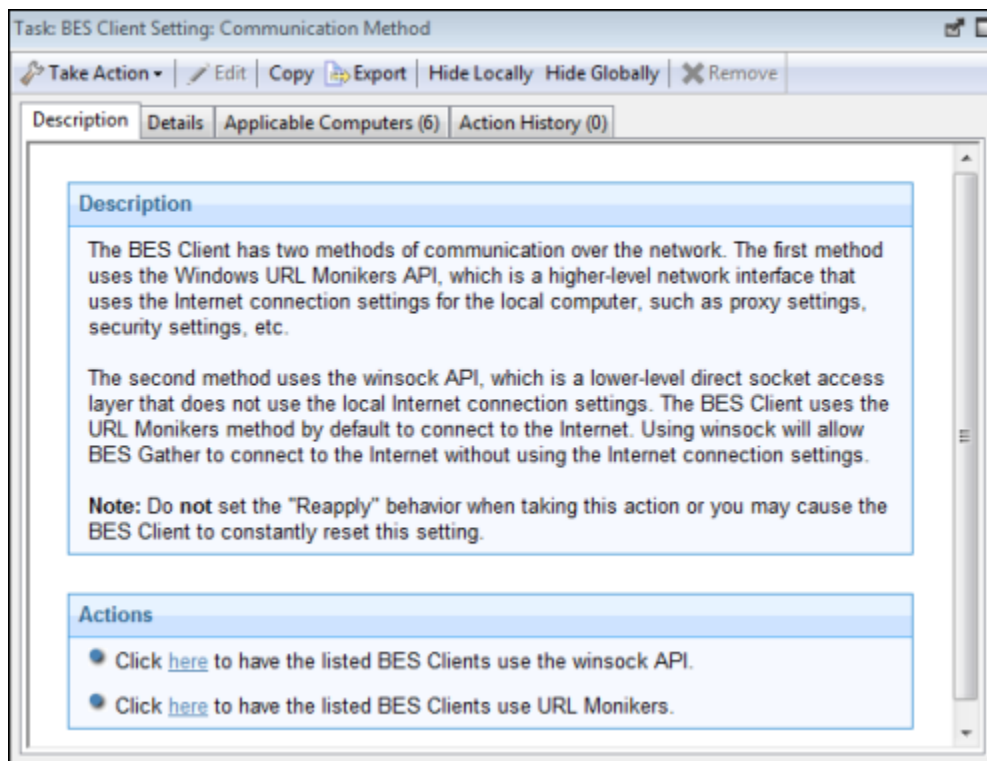 Task: BES Client Setting: Communication Method
Take Action Edit Copy Export Hide Locally Hide Globally Remove
Description Details Applicable Computers (6) Action History (0)
Description
The BES Client has two methods of communication over the network. The first method
uses the Windows URL Monikers API, which is a higher-level network interface that
uses the Internet connection settings for the local computer, such as proxy settings,
security settings, etc.
The second method uses the winsock API, which is a lower-level direct socket access
layer that does not use the local Internet connection settings. The BES Client uses the
URL Monikers method by default to connect to the Internet. Using winsock will allow
BES Gather to connect to the Internet without using the Internet connection settings.
Note: Do not set the "Reapply" behavior when taking this action or you may cause the
BES Client to constantly reset this setting.
Actions
Click here to have the listed BES Clients use the winsock API.
Click here to have the listed BES Clients use URL Monikers.